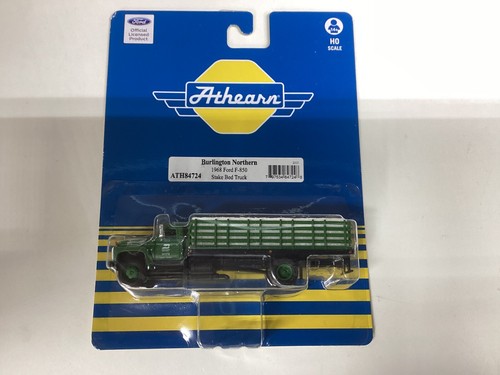 Ford
Official
Licensed
Product
HO
SCALE
Athearn
Burlington Northern
1968 Ford F-850
ATH84724
Stake Bed Truck